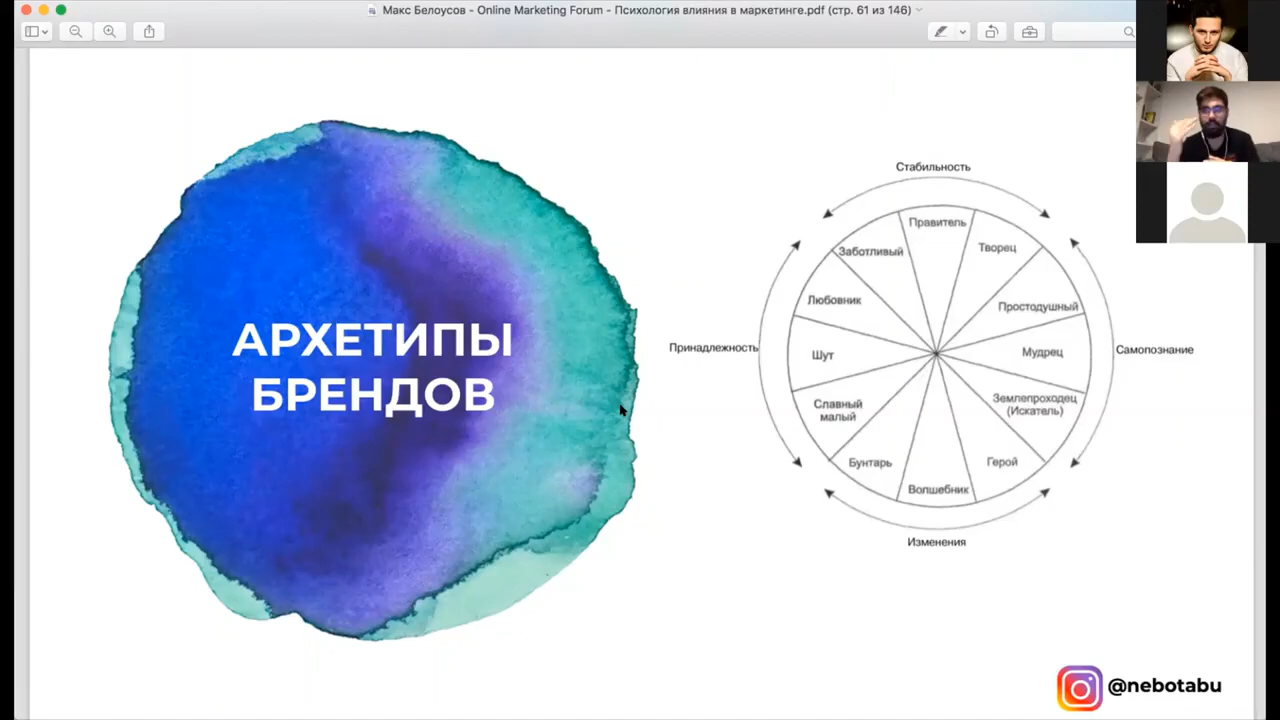 Макс Белоусов - Online Marketing Forum - Психология влияния в маркетинге.pdf (стр. 61 из 146)
АРХЕТИПЫ
БРЕНДОВ
Стабильность
Правитель
Заботливый
Творец
Любовник
Простодушный
Принадлежность
Шут
Мудрец
Самопознание
Славный
малый
Землепроходец
(Искатель)
Бунтарь
Герой
Волшебник
Изменения
@nebotabu